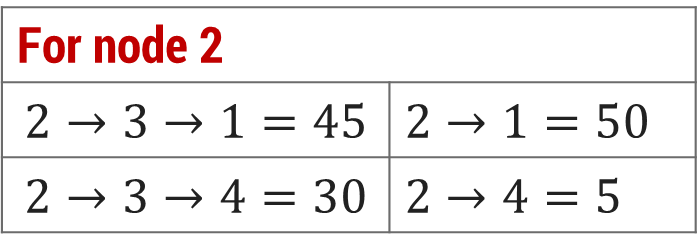 For node 2
2 → 3 → 1 = 45 2 → 1 = 50
2 → 3 → 4 = 30 2 → 4 = 5